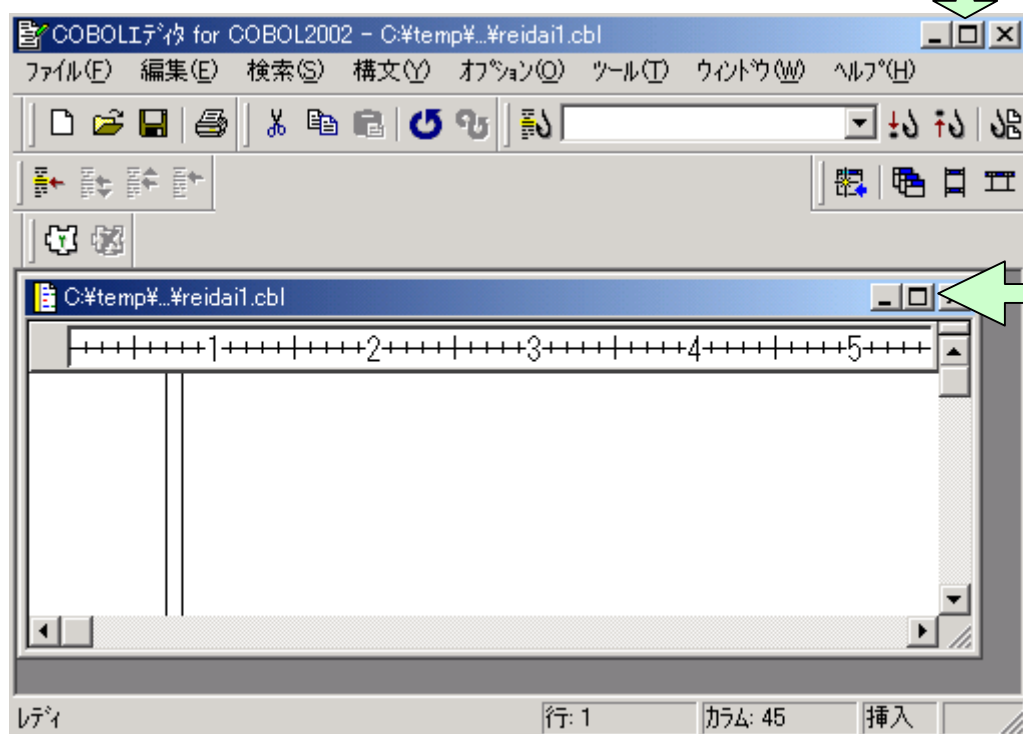 COBOLｴﾃﾞｨﾀ for COBOL2002 - C:¥temp¥...¥reidai1.cbl
ﾌｧｲﾙ(F) 編集(E) 検索(S) 構文(Y) ｵﾌﾟｼｮﾝ(O) ﾂｰﾙ(T) ｳｨﾝﾄﾞｳ(W) ﾍﾙﾌﾟ(H)
C:¥temp¥...¥reidai1.cbl
++++|++++1++++|++++2++++|++++3++++|++++4++++|++++5++++
ﾚﾃﾞｨ 行: 1 ｶﾗﾑ: 45 挿入